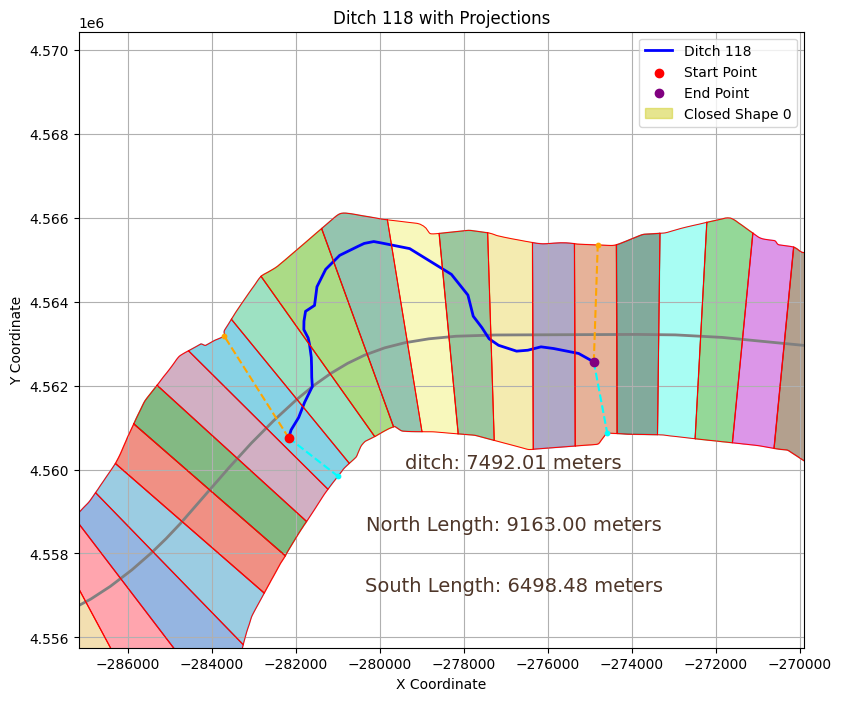 Ditch 118 with Projections
1e6
4.570
4.568
4.566
4.564
4.562
4.560
4.558
4.556
Y Coordinate
Ditch 118
Start Point
End Point
Closed Shape 0
ditch: 7492.01 meters
North Length: 9163.00 meters
South Length: 6498.48 meters
−286000 −284000 −282000 −280000 −278000 −276000 −274000 −272000 −270000
X Coordinate